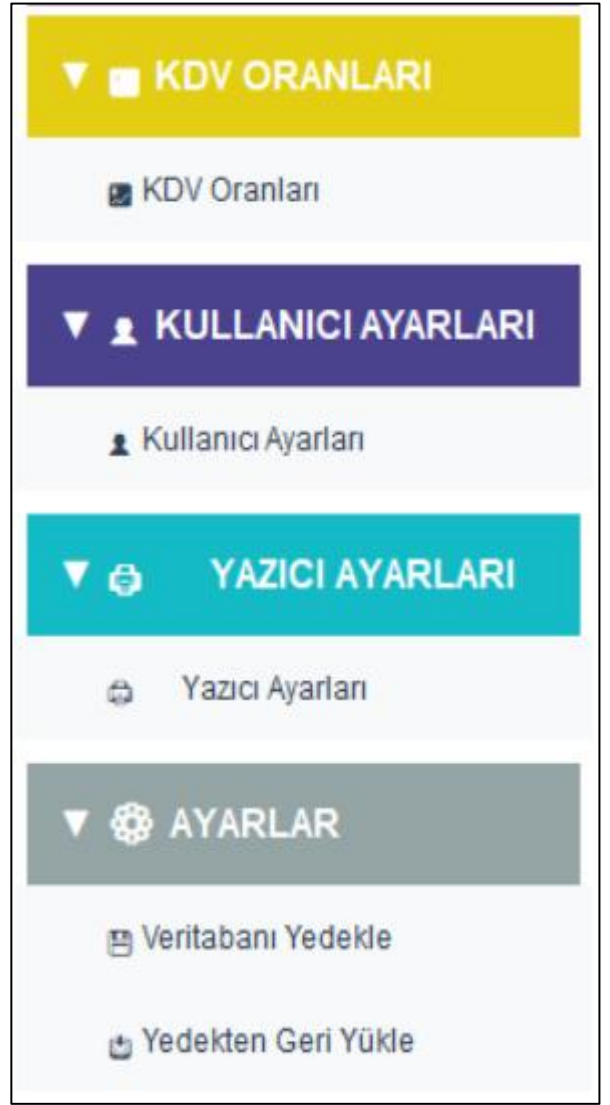 KDV ORANLARI
KDV Oranları
KULLANICI AYARLARI
Kullanıcı Ayarları
YAZICI AYARLARI
Yazıcı Ayarları
AYARLAR
Veritabanı Yedekle
Yedekten Geri Yükle